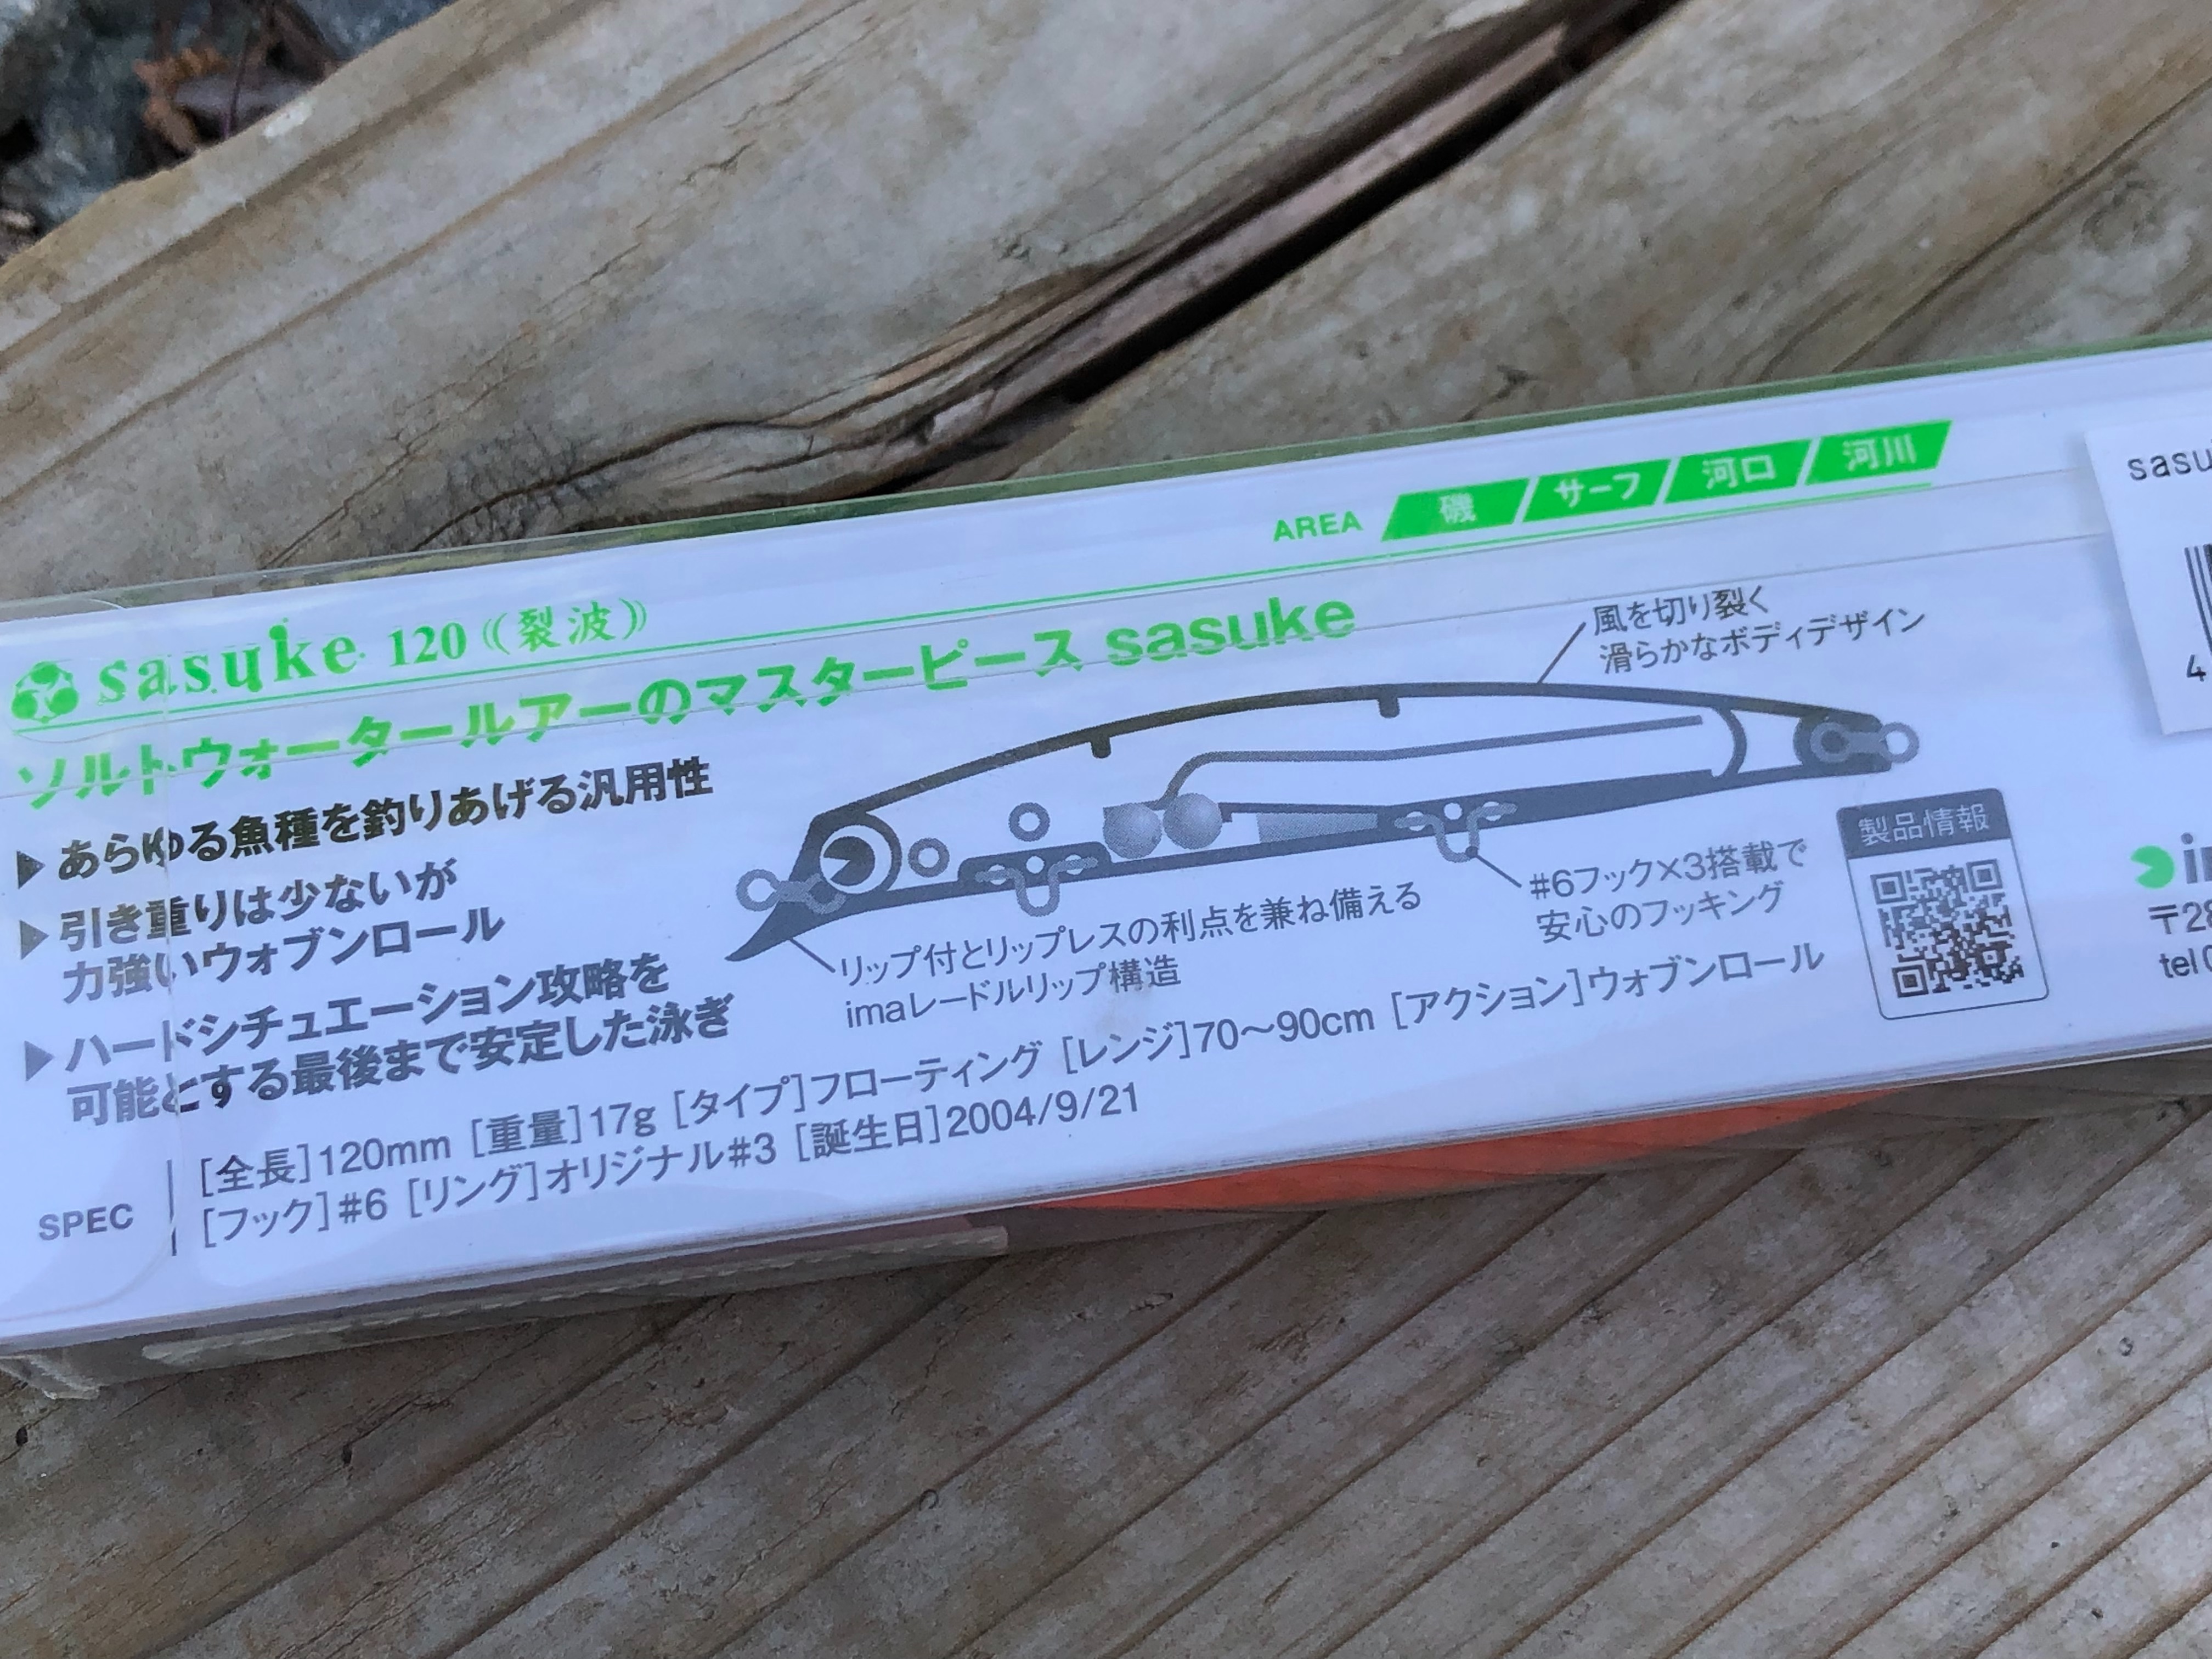 AREA 磯 サーフ 河口 河川
sasuke 120 《裂波》
ソルトウォータールアーのマスターピース sasuke
▶あらゆる魚種を釣りあげる汎用性
▶引き重りは少ないが
力強いウォブンロール
▶ハードシチュエーション攻略を
可能とする最後まで安定した泳ぎ
風を切り裂く
滑らかなボディデザイン
リップ付とリップレスの利点を兼ね備える
imaレードルリップ構造
#6フック×3搭載で
安心のフッキング
製品情報
SPEC
[全長]120mm [重量]17g [タイプ]フローティング [レンジ]70〜90cm [アクション]ウォブンロール
[フック]#6 [リング]オリジナル#3 [誕生日]2004/9/21
sasu
4
〒28
tel